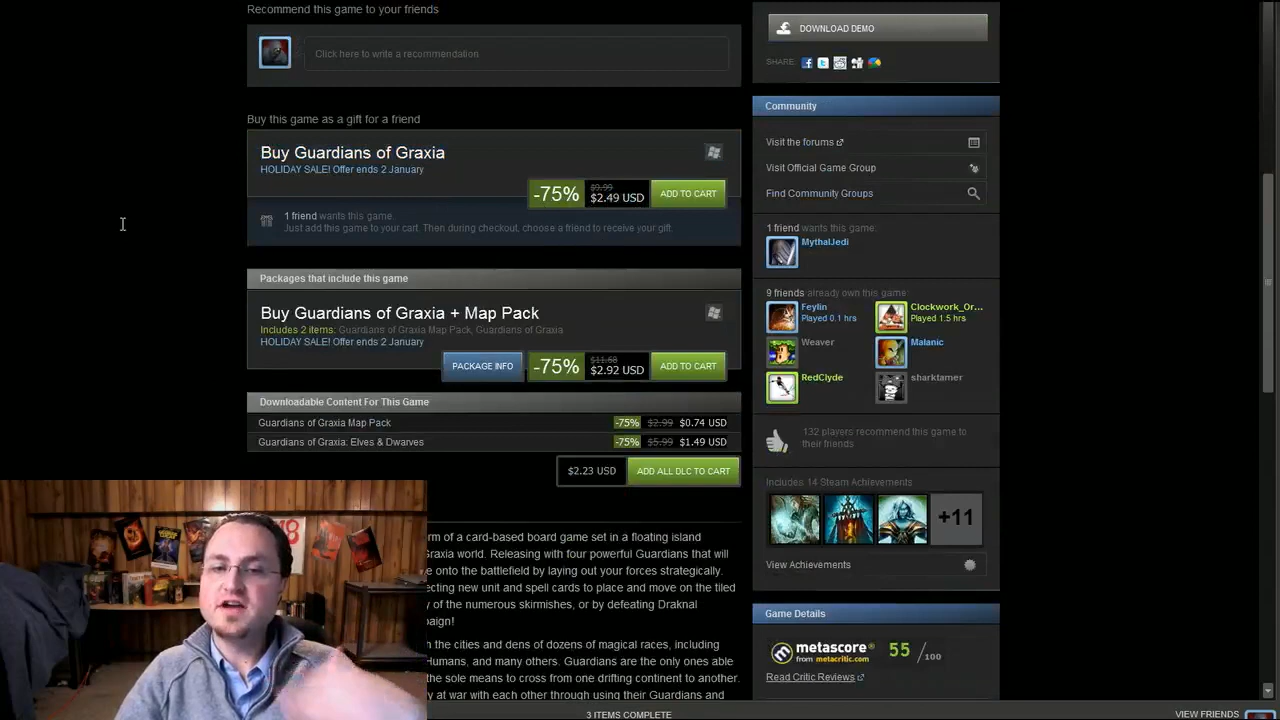 Recommend this game to your friends
Click here to write a recommendation
Buy this game as a gift for a friend
Buy Guardians of Graxia
HOLIDAY SALE! Offer ends 2 January
-75%
$9.99
$2.49 USD
ADD TO CART
1 friend wants this game.
Just add this game to your cart. Then during checkout, choose a friend to receive your gift.
Packages that include this game
Buy Guardians of Graxia + Map Pack
Includes 2 items: Guardians of Graxia Map Pack, Guardians of Graxia
HOLIDAY SALE! Offer ends 2 January
PACKAGE INFO
-75%
$11.68
$2.92 USD
ADD TO CART
Downloadable Content For This Game
Guardians of Graxia Map Pack -75% $2.99 $0.74 USD
Guardians of Graxia: Elves & Dwarves -75% $5.99 $1.49 USD
$2.23 USD ADD ALL DLC TO CART
rm of a card-based board game set in a floating island
Graxia world. Releasing with four powerful Guardians that will
e onto the battlefield by laying out your forces strategically.
ecting new unit and spell cards to place and move on the tiled
y of the numerous skirmishes, or by defeating Draknal
paign!
n the cities and dens of dozens of magical races, including
Humans, and many others. Guardians are the only ones able
the sole means to cross from one drifting continent to another.
y at war with each other through using their Guardians and
DOWNLOAD DEMO
SHARE:
Community
Visit the forums
Visit Official Game Group
Find Community Groups
1 friend wants this game:
MythalJedi
9 friends already own this game:
Feylin
Played 0.1 hrs
Clockwork_Or...
Played 1.5 hrs
Weaver
Malanic
RedClyde
sharktamer
132 players recommend this game to
their friends
Includes 14 Steam Achievements
+11
View Achievements
Game Details
metascore
from metacritic.com
55 /100
Read Critic Reviews
3 ITEMS COMPLETE
VIEW FRIENDS